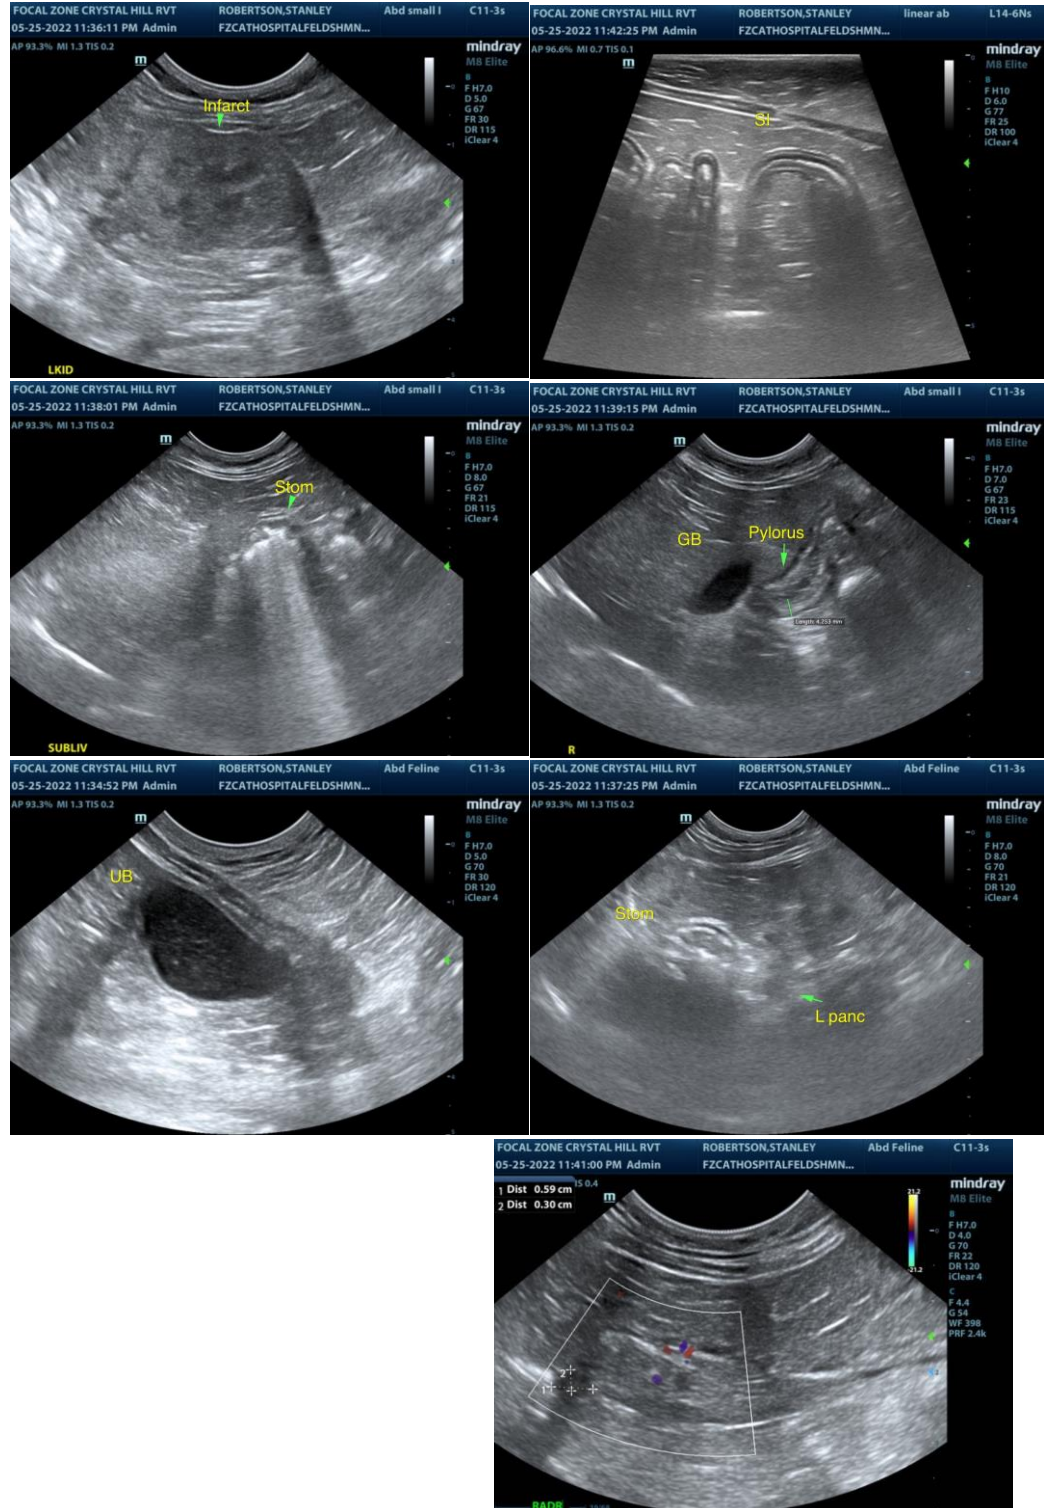 FOCAL ZONE CRYSTAL HILL RVT ROBERTSON,STANLEY Abd small I C11-3s
05-25-2022 11:36:11 PM Admin FZCATHOSPITALFELDSHMN...
AP 93.3% MI 1.3 TIS 0.2
mindray
M8 Elite
m
B
F H7.0
D 5.0
G 67
FR 30
DR 115
iClear 4
Infarct
LKID
FOCAL ZONE CRYSTAL HILL RVT ROBERTSON,STANLEY linear ab L14-6Ns
05-25-2022 11:42:25 PM Admin FZCATHOSPITALFELDSHMN...
AP 96.6% MI 0.7 TIS 0.1
mindray
M8 Elite
m
B
F H10
D 6.0
G 77
FR 25
DR 100
iClear 4
SI
FOCAL ZONE CRYSTAL HILL RVT ROBERTSON,STANLEY Abd small I C11-3s
05-25-2022 11:38:01 PM Admin FZCATHOSPITALFELDSHMN...
AP 93.3% MI 1.3 TIS 0.2
mindray
M8 Elite
m
B
F H7.0
D 8.0
G 67
FR 21
DR 115
iClear 4
Stom
SUBLIV
FOCAL ZONE CRYSTAL HILL RVT ROBERTSON,STANLEY Abd small I C11-3s
05-25-2022 11:39:15 PM Admin FZCATHOSPITALFELDSHMN...
AP 93.3% MI 1.3 TIS 0.2
mindray
M8 Elite
m
B
F H7.0
D 7.0
G 67
FR 23
DR 115
iClear 4
GB
Pylorus
Length: 4.253 mm
R
FOCAL ZONE CRYSTAL HILL RVT ROBERTSON,STANLEY Abd Feline C11-3s
05-25-2022 11:34:52 PM Admin FZCATHOSPITALFELDSHMN...
AP 93.3% MI 1.3 TIS 0.2
mindray
M8 Elite
m
B
F H7.0
D 5.0
G 70
FR 30
DR 120
iClear 4
UB
FOCAL ZONE CRYSTAL HILL RVT ROBERTSON,STANLEY Abd Feline C11-3s
05-25-2022 11:37:25 PM Admin FZCATHOSPITALFELDSHMN...
AP 93.3% MI 1.3 TIS 0.2
mindray
M8 Elite
m
B
F H7.0
D 8.0
G 70
FR 21
DR 120
iClear 4
Stom
L panc
FOCAL ZONE CRYSTAL HILL RVT ROBERTSON,STANLEY Abd Feline C11-3s
05-25-2022 11:41:00 PM Admin FZCATHOSPITALFELDSHMN...
1 Dist 0.59 cm
2 Dist 0.30 cm
IS 0.4
mindray
M8 Elite
m
21.2
-21.2
B
F H7.0
D 4.0
G 70
FR 22
DR 120
iClear 4
C
F 4.4
G 54
WF 398
PRF 2.4k
2
1
RADR